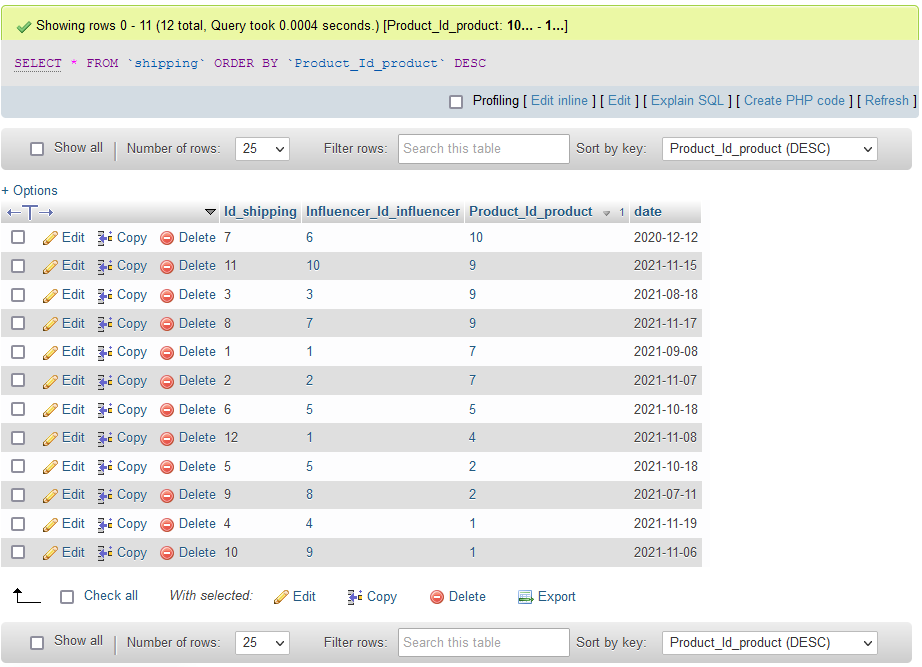 Showing rows 0 - 11 (12 total, Query took 0.0004 seconds.) [Product_Id_product: 10... - 1...]
SELECT * FROM `shipping` ORDER BY `Product_Id_product` DESC
Profiling [ Edit inline ] [ Edit ] [ Explain SQL ] [ Create PHP code ] [ Refresh ]
Show all | Number of rows: 25 Filter rows: Search this table Sort by key: Product_Id_product (DESC)
+ Options
←T→ Id_shipping Influencer_Id_influencer Product_Id_product 1 date
Edit Copy Delete 7 6 10 2020-12-12
Edit Copy Delete 11 10 9 2021-11-15
Edit Copy Delete 3 3 9 2021-08-18
Edit Copy Delete 8 7 9 2021-11-17
Edit Copy Delete 1 1 7 2021-09-08
Edit Copy Delete 2 2 7 2021-11-07
Edit Copy Delete 6 5 5 2021-10-18
Edit Copy Delete 12 1 4 2021-11-08
Edit Copy Delete 5 5 2 2021-10-18
Edit Copy Delete 9 8 2 2021-07-11
Edit Copy Delete 4 4 1 2021-11-19
Edit Copy Delete 10 9 1 2021-11-06
Check all With selected: Edit Copy Delete Export
Show all | Number of rows: 25 Filter rows: Search this table Sort by key: Product_Id_product (DESC)